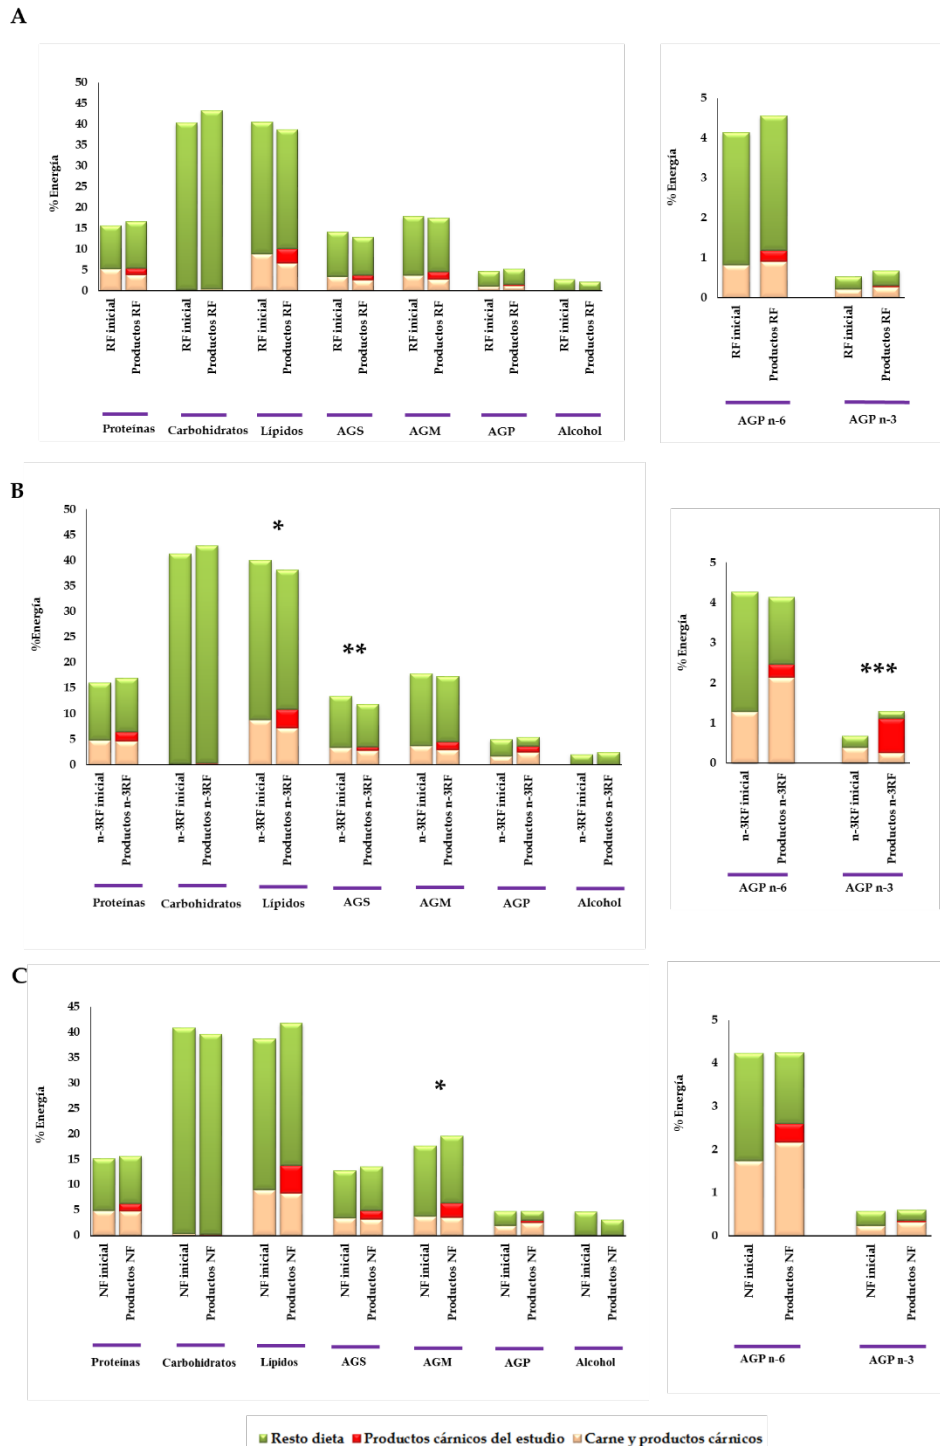 A
50
45
40
35
30
25
20
15
10
5
0
% Energía
RF inicial
Productos RF
RF inicial
Productos RF
RF inicial
Productos RF
RF inicial
Productos RF
RF inicial
Productos RF
RF inicial
Productos RF
RF inicial
Productos RF
Proteínas Carbohidratos Lípidos AGS AGM AGP Alcohol
5
4
3
2
1
0
% Energía
RF inicial
Productos RF
RF inicial
Productos RF
AGP n-6 AGP n-3
B
50
45
40
35
30
25
20
15
10
5
0
%Energía
*
**
n-3RF inicial
Productos n-3RF
n-3RF inicial
Productos n-3RF
n-3RF inicial
Productos n-3RF
n-3RF inicial
Productos n-3RF
n-3RF inicial
Productos n-3RF
n-3RF inicial
Productos n-3RF
n-3RF inicial
Productos n-3RF
Proteínas Carbohidratos Lípidos AGS AGM AGP Alcohol
5
4
3
2
1
0
% Energía
***
n-3RF inicial
Productos n-3RF
n-3RF inicial
Productos n-3RF
AGP n-6 AGP n-3
C
45
40
35
30
25
20
15
10
5
0
% Energía
*
NF inicial
Productos NF
NF inicial
Productos NF
NF inicial
Productos NF
NF inicial
Productos NF
NF inicial
Productos NF
NF inicial
Productos NF
NF inicial
Productos NF
Proteínas Carbohidratos Lípidos AGS AGM AGP Alcohol
5
4
3
2
1
0
% Energía
NF inicial
Productos NF
NF inicial
Productos NF
AGP n-6 AGP n-3
Resto dieta Productos cárnicos del estudio Carne y productos cárnicos